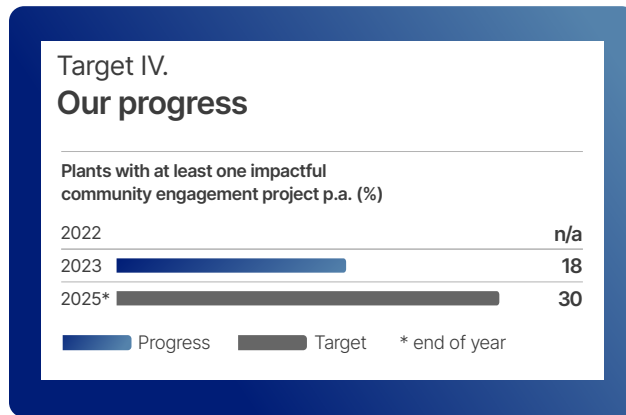 Target IV.
Our progress
Plants with at least one impactful
community engagement project p.a. (%)
2022 n/a
2023 18
2025* 30
Progress Target * end of year